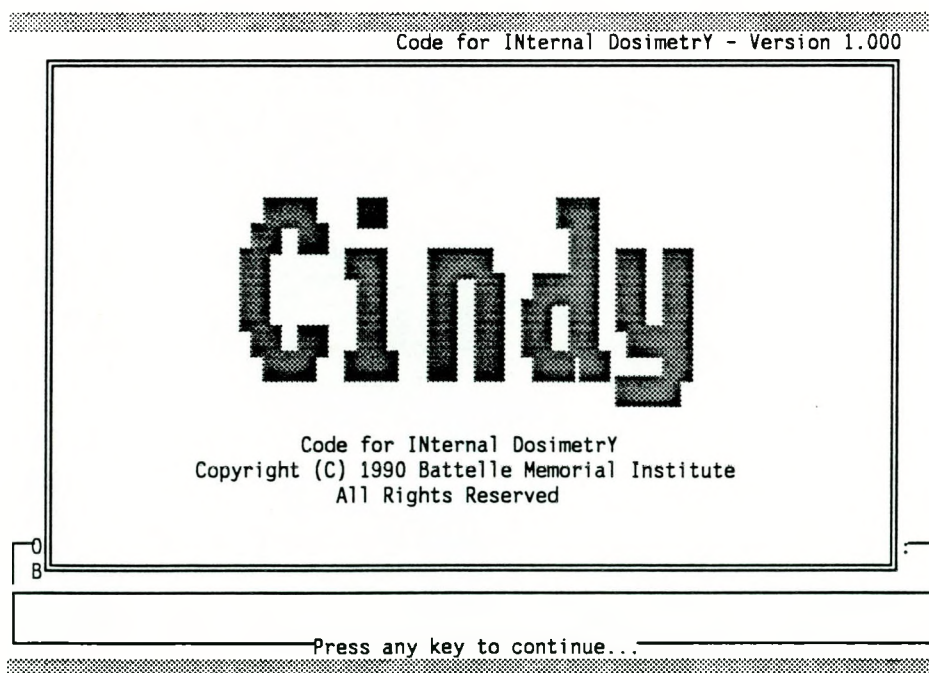 Code for INternal DosimetrY - Version 1.000
Cindy
Code for INternal DosimetrY
Copyright (C) 1990 Battelle Memorial Institute
All Rights Reserved
O
:
B
Press any key to continue...